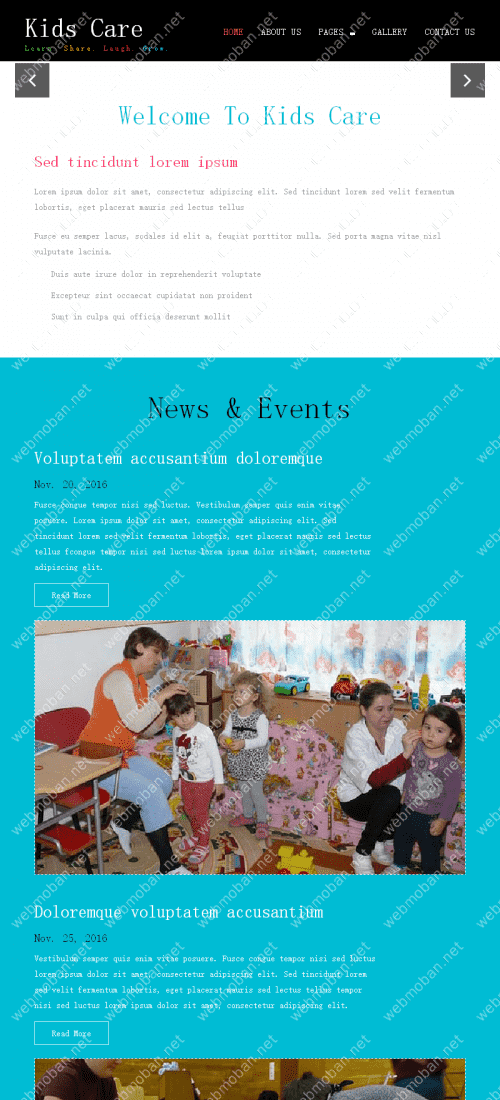 Kids Care
Learn. Share. Laugh. Grow.
HOME ABOUT US PAGES GALLERY CONTACT US
Welcome To Kids Care
Sed tincidunt lorem ipsum
Lorem ipsum dolor sit amet, consectetur adipiscing elit. Sed tincidunt lorem sed velit fermentum
lobortis, eget placerat mauris sed lectus tellus
Fusce eu semper lacus, sodales id elit a, feugiat porttitor nulla. Sed porta magna vitae nisl
vulputate lacinia.
Duis aute irure dolor in reprehenderit voluptate
Excepteur sint occaecat cupidatat non proident
Sunt in culpa qui officia deserunt mollit
News & Events
Voluptatem accusantium doloremque
Nov. 20, 2016
Fusce congue tempor nisi sed luctus. Vestibulum semper quis enim vitae
posuere. Lorem ipsum dolor sit amet, consectetur adipiscing elit. Sed
tincidunt lorem sed velit fermentum lobortis, eget placerat mauris sed lectus
tellus fcongue tempor nisi sed luctus lorem ipsum dolor sit amet, consectetur
adipiscing elit.
Read More
Doloremque voluptatem accusantium
Nov. 25, 2016
Vestibulum semper quis enim vitae posuere. Fusce congue tempor nisi sed luctus
lorem ipsum dolor sit amet, consectetur adipiscing elit. Sed tincidunt lorem
sed velit fermentum lobortis, eget placerat mauris sed lectus tellus tempor
nisi sed luctus lorem ipsum dolor sit amet, consectetur adipiscing elit.
Read More
webmoban.net